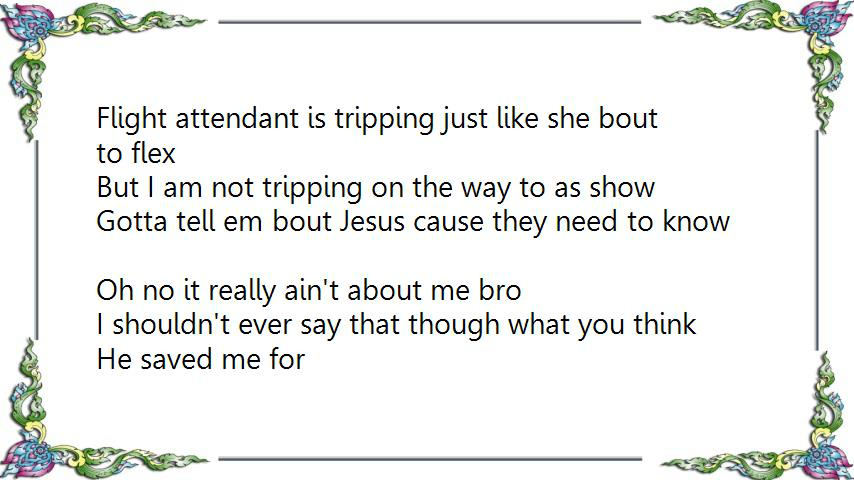 Flight attendant is tripping just like she bout
to flex
But I am not tripping on the way to as show
Gotta tell em bout Jesus cause they need to know
Oh no it really ain't about me bro
I shouldn't ever say that though what you think
He saved me for